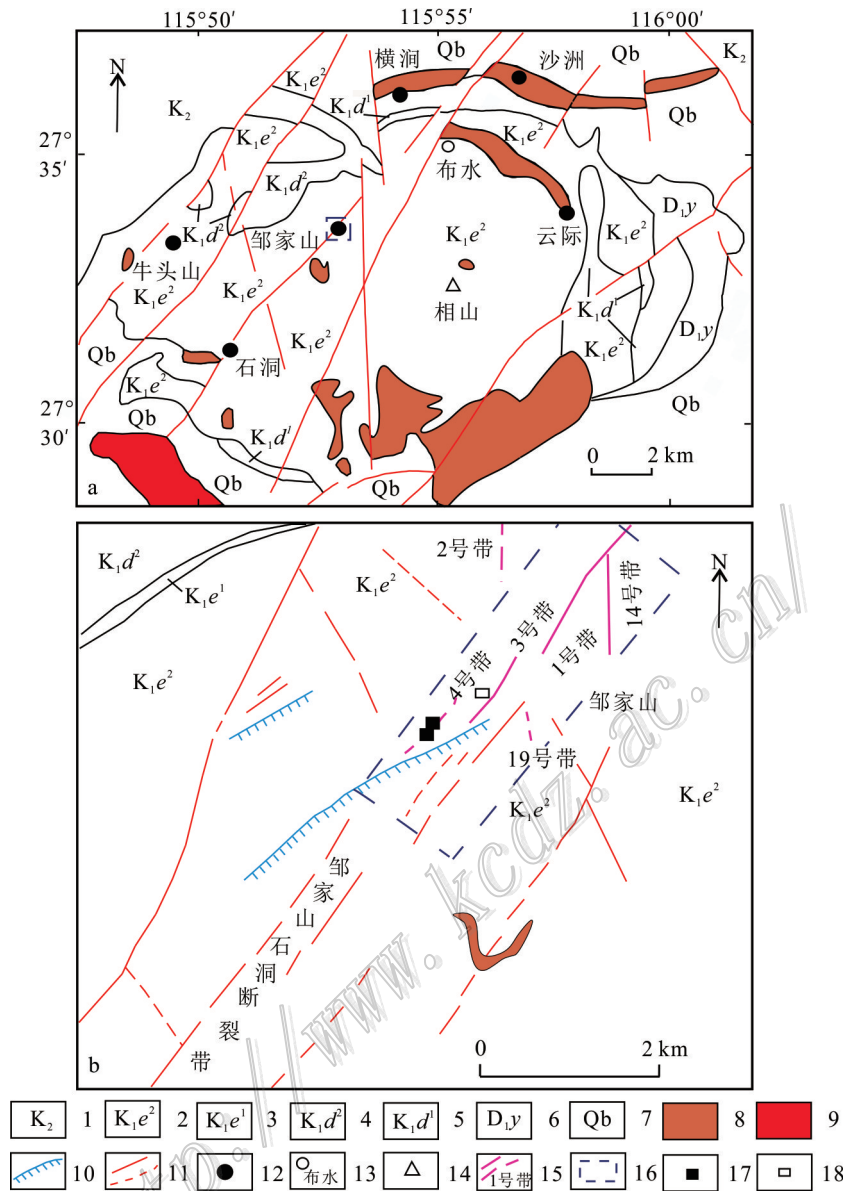 115°50′ 115°55′ 116°00′
N
K₂
K₁e²
K₁e²
K₁d¹
横涧
Qb
沙洲
Qb
K₂
Qb
27°
35′
K₁e²
布水
K₁d²
K₁d²
邹家山
牛头山
K₁e²
云际
K₁e²
D₁y
K₁e²
K₁e²
相山
K₁d¹
D₁y
K₁e²
Qb
石洞
K₁e²
K₁e²
Qb
27°
30′
Qb
K₁d¹
Qb
Qb
0 2 km
a
K₁d²
K₁e¹
K₁e²
2号带
N
3号带
14号带
4号带
1号带
K₁e²
邹家山
19号带
K₁e²
K₁e²
邹家山石洞断裂带
b
0 2 km
K₂ 1 K₁e² 2 K₁e¹ 3 K₁d² 4 K₁d¹ 5 D₁y 6 Qb 7 8 9
10 11 12 布水 13 14 1号带 15 16 17 18
tp://www.kcdz.ac.cn/